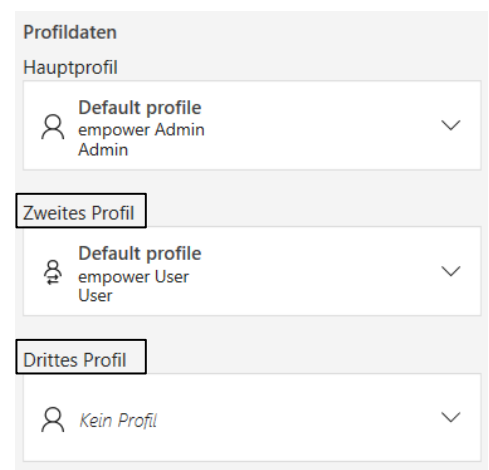 Profildaten
Hauptprofil
Default profile
empower Admin
Admin
Zweites Profil
Default profile
empower User
User
Drittes Profil
Kein Profil